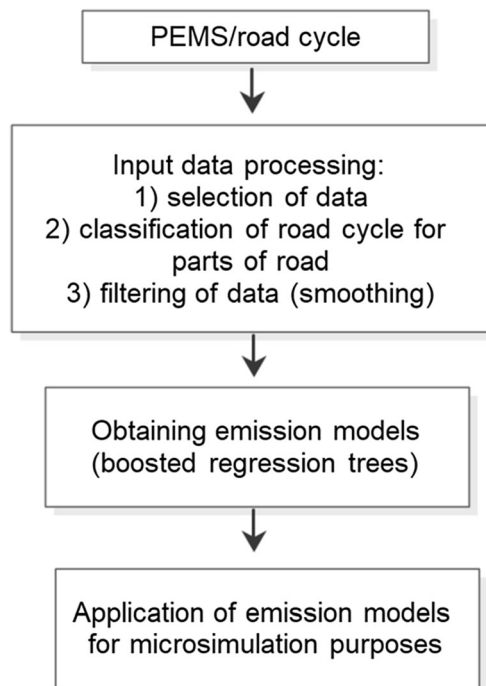 PEMS/road cycle
Input data processing:
1) selection of data
2) classification of road cycle for
parts of road
3) filtering of data (smoothing)
Obtaining emission models
(boosted regression trees)
Application of emission models
for microsimulation purposes